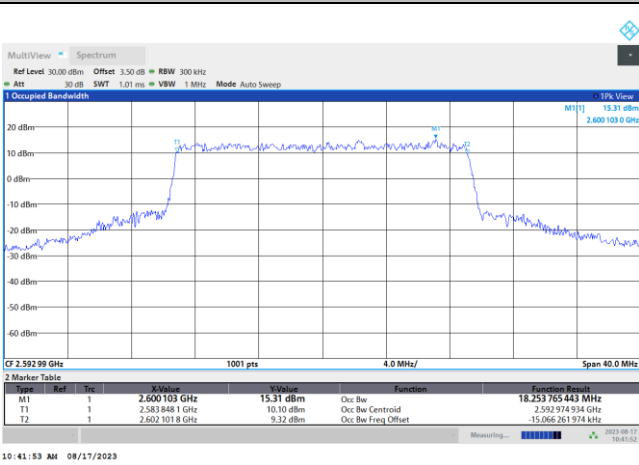 MultiView Spectrum
Ref Level 30.00 dBm Offset 3.50 dB RBW 300 kHz
Att 30 dB SWT 1.01 ms VBW 1 MHz Mode Auto Sweep
1 Occupied Bandwidth 1Pk View
M1[1] 15.31 dBm
2.600 103 0 GHz
M1
20 dBm
T1 T2
10 dBm
0 dBm
-10 dBm
-20 dBm
-30 dBm
-40 dBm
-50 dBm
-60 dBm
CF 2.592 99 GHz 1001 pts 4.0 MHz/ Span 40.0 MHz
2 Marker Table
Type Ref Trc X-Value Y-Value Function Function Result
M1 1 2.600 103 GHz 15.31 dBm Occ Bw 18.253 765 443 MHz
T1 1 2.583 848 1 GHz 10.10 dBm Occ Bw Centroid 2.592 974 934 GHz
T2 1 2.602 101 8 GHz 9.32 dBm Occ Bw Freq Offset -15.066 261 974 kHz
Measuring... 2023-08-17
10:41:52
10:41:53 AM 08/17/2023